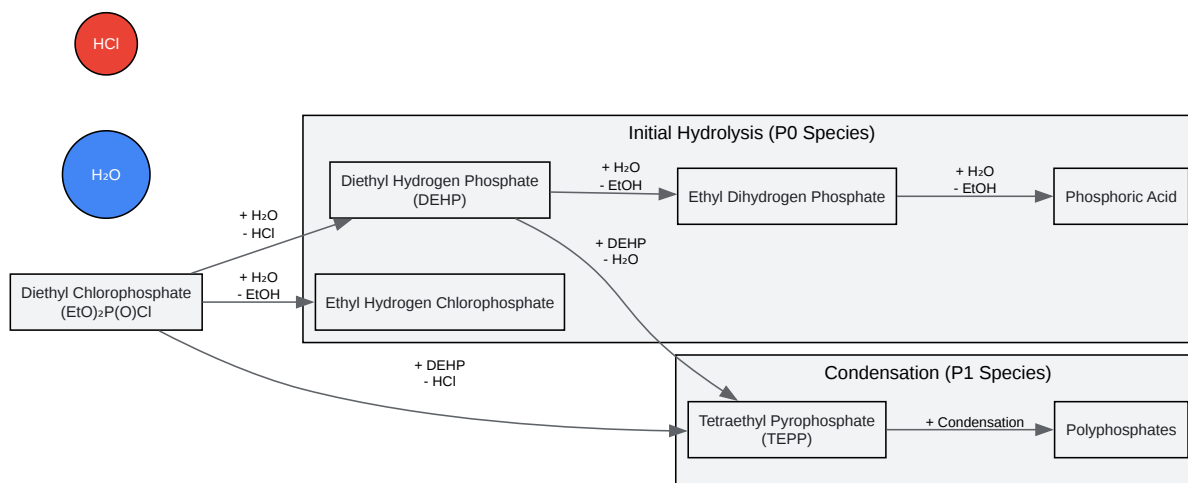 HCl
H₂O
Initial Hydrolysis (P0 Species)
Diethyl Hydrogen Phosphate
(DEHP)
+ H₂O
- EtOH
Ethyl Dihydrogen Phosphate
+ H₂O
- EtOH
Phosphoric Acid
+ H₂O
- HCl
+ DEHP
- H₂O
Diethyl Chlorophosphate
(EtO)₂P(O)Cl
+ H₂O
- EtOH
Ethyl Hydrogen Chlorophosphate
+ DEHP
- HCl
Condensation (P1 Species)
Tetraethyl Pyrophosphate
(TEPP)
+ Condensation
Polyphosphates